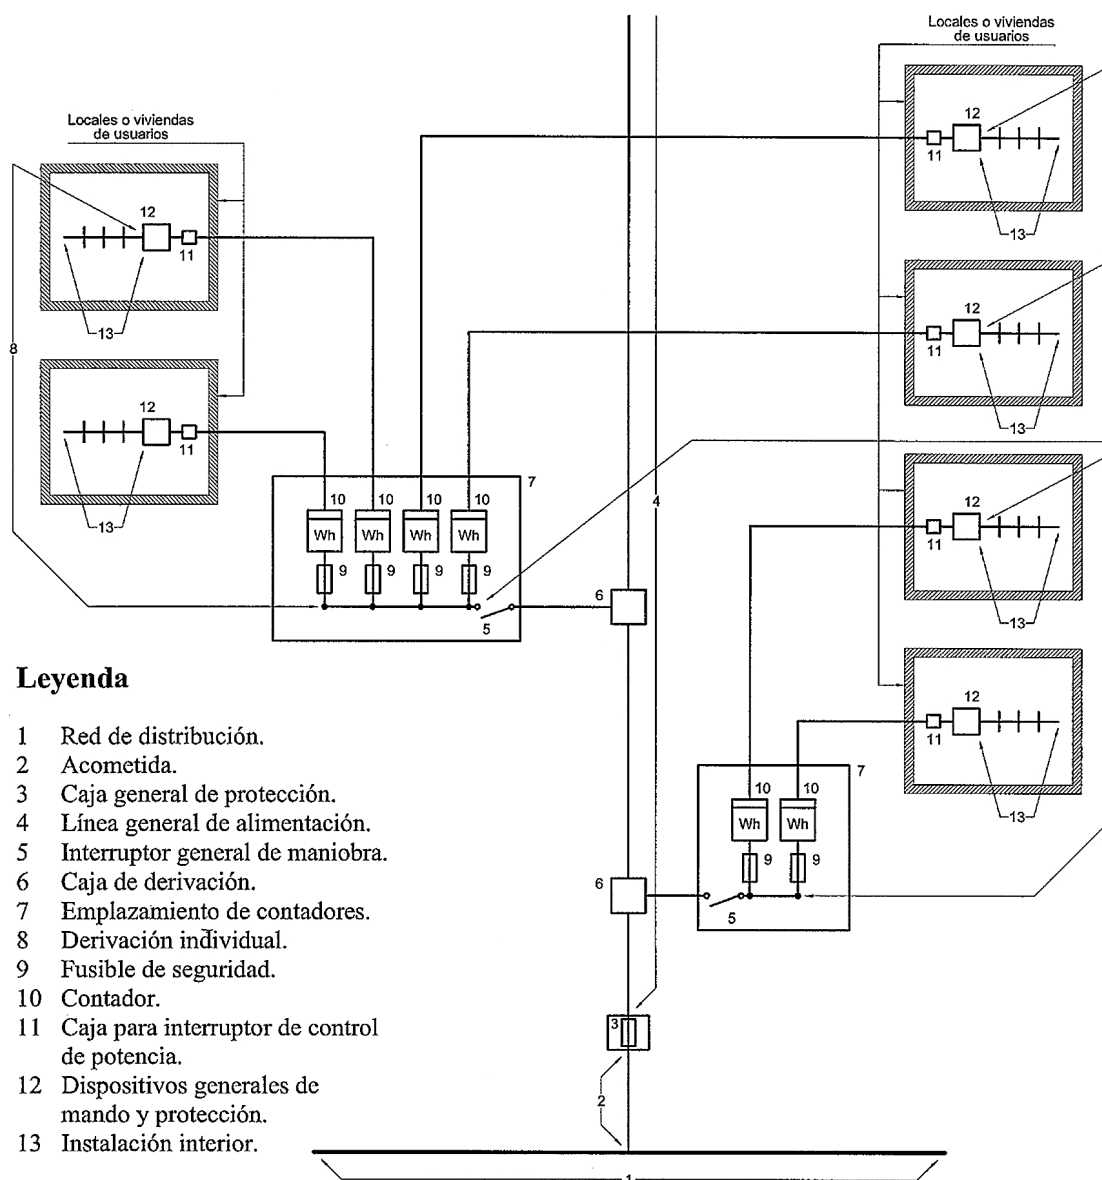 Locales o viviendas
de usuarios
12
11
13
Locales o viviendas
de usuarios
12
11
13
8
12
11
13
12
11
13
7
10
10
10
10
Wh
Wh
Wh
Wh
9
9
9
9
5
6
4
12
11
13
12
11
13
7
10
10
Wh
Wh
9
9
5
6
3
2
1
Leyenda
1 Red de distribución.
2 Acometida.
3 Caja general de protección.
4 Línea general de alimentación.
5 Interruptor general de maniobra.
6 Caja de derivación.
7 Emplazamiento de contadores.
8 Derivación individual.
9 Fusible de seguridad.
10 Contador.
11 Caja para interruptor de control
de potencia.
12 Dispositivos generales de
mando y protección.
13 Instalación interior.